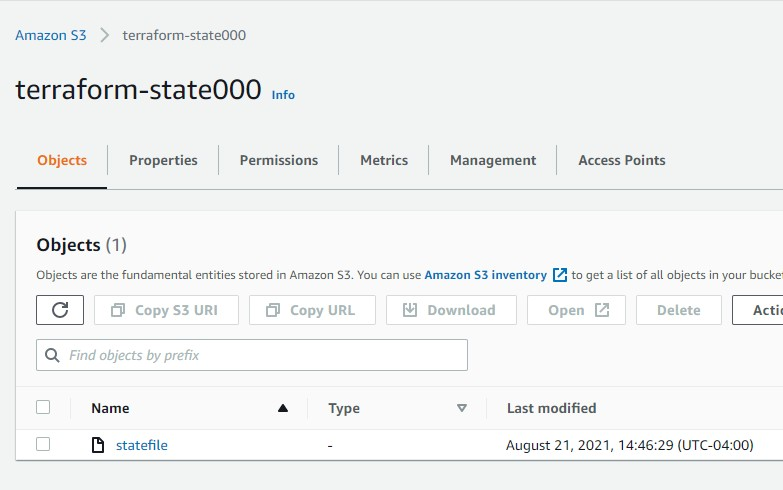 Amazon S3 > terraform-state000
terraform-state000 Info
Objects Properties Permissions Metrics Management Access Points
Objects (1)
Objects are the fundamental entities stored in Amazon S3. You can use Amazon S3 inventory to get a list of all objects in your bucke
Copy S3 URI Copy URL Download Open Delete Acti
Find objects by prefix
Name Type Last modified
statefile - August 21, 2021, 14:46:29 (UTC-04:00)